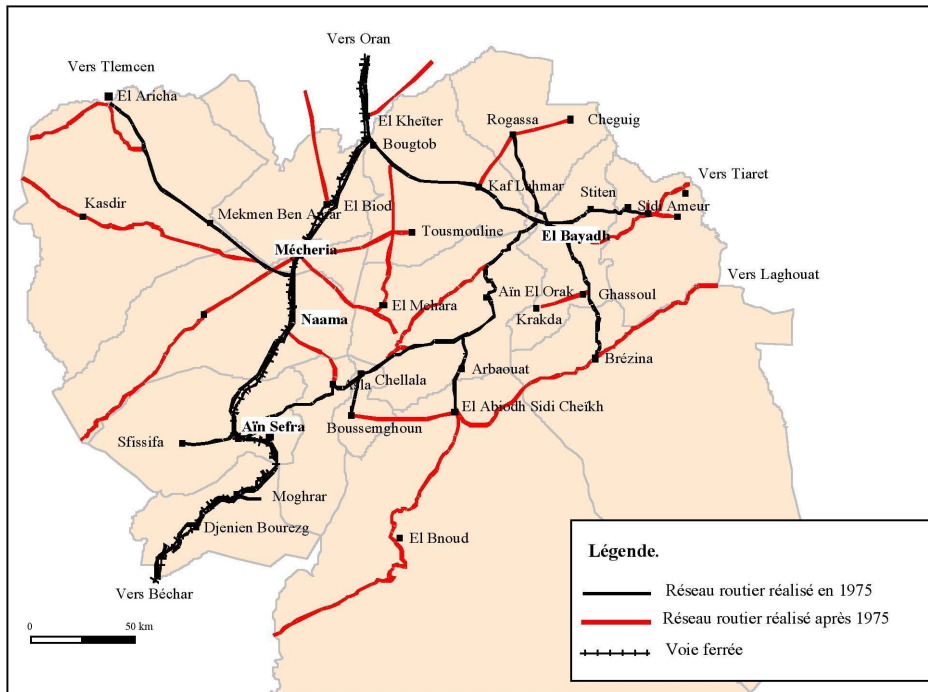 Vers Oran
Vers Tlemcen
El Aricha
El Kheïter
Bougtob
Rogassa
Cheguig
Vers Tiaret
Kaf Lahmar
Stiten
Sidi Ameur
Kasdir
Mekmen Ben Amar
El Biod
Tousmouline
El Bayadh
Mécheria
Vers Laghouat
Aïn El Orak
Ghassoul
El Mehara
Krakda
Naama
Brézina
Arbaouat
Chellala
Asla
El Abiodh Sidi Cheïkh
Boussemghoun
Aïn Sefra
Sfissifa
Moghrar
Djenien Bourezg
El Bnoud
Vers Béchar
0 50 km
Légende.
Réseau routier réalisé en 1975
Réseau routier réalisé après 1975
Voie ferrée